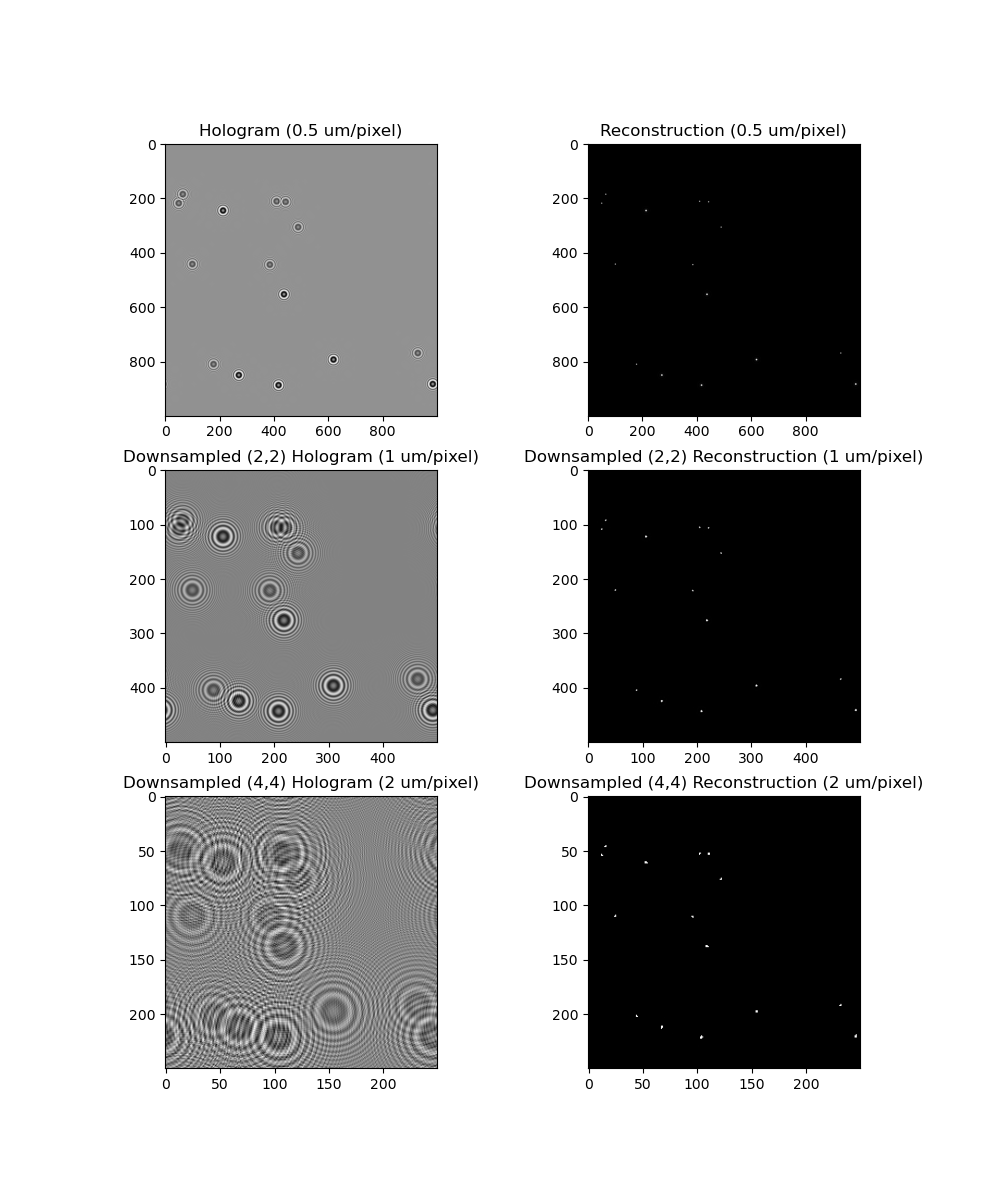 Hologram (0.5 um/pixel)
0
200
400
600
800
0 200 400 600 800
Reconstruction (0.5 um/pixel)
0
200
400
600
800
0 200 400 600 800
Downsampled (2,2) Hologram (1 um/pixel)
0
100
200
300
400
0 100 200 300 400
Downsampled (2,2) Reconstruction (1 um/pixel)
0
100
200
300
400
0 100 200 300 400
Downsampled (4,4) Hologram (2 um/pixel)
0
50
100
150
200
0 50 100 150 200
Downsampled (4,4) Reconstruction (2 um/pixel)
0
50
100
150
200
0 50 100 150 200